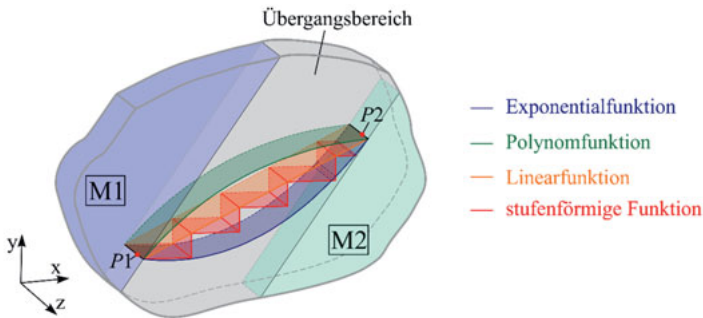 Übergangsbereich
P2
Exponentialfunktion
Polynomfunktion
Linearfunktion
stufenförmige Funktion
M1
M2
P1
y
x
z